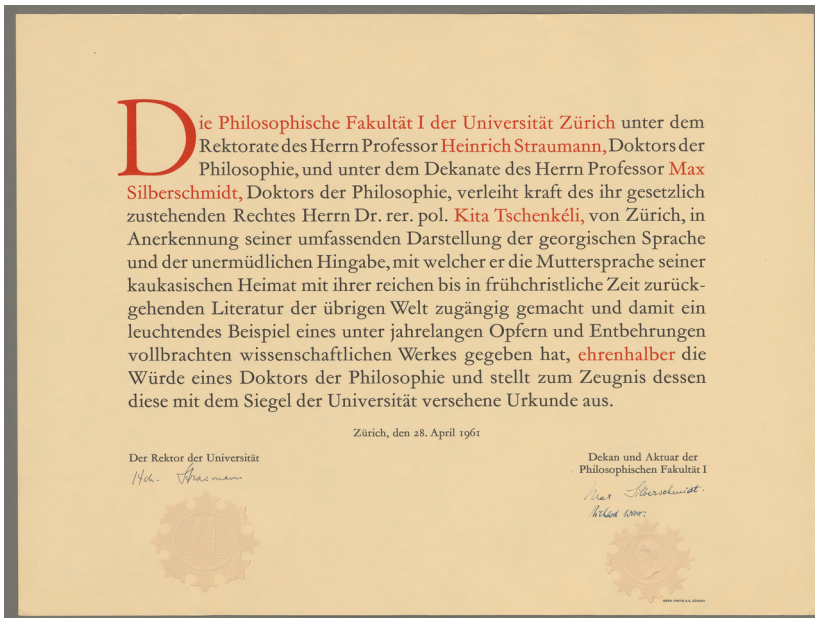 Die Philosophische Fakultät I der Universität Zürich unter dem
Rektorate des Herrn Professor Heinrich Straumann, Doktors der
Philosophie, und unter dem Dekanate des Herrn Professor Max
Silberschmidt, Doktors der Philosophie, verleiht kraft des ihr gesetzlich
zustehenden Rechtes Herrn Dr. rer. pol. Kita Tschenkéli, von Zürich, in
Anerkennung seiner umfassenden Darstellung der georgischen Sprache
und der unermüdlichen Hingabe, mit welcher er die Muttersprache seiner
kaukasischen Heimat mit ihrer reichen bis in frühchristliche Zeit zurück-
gehenden Literatur der übrigen Welt zugängig gemacht und damit ein
leuchtendes Beispiel eines unter jahrelangen Opfern und Entbehrungen
vollbrachten wissenschaftlichen Werkes gegeben hat, ehrenhalber die
Würde eines Doktors der Philosophie und stellt zum Zeugnis dessen
diese mit dem Siegel der Universität versehene Urkunde aus.
Zürich, den 28. April 1961
Der Rektor der Universität
Hch. Straumann
Dekan und Aktuar der
Philosophischen Fakultät I
Max Silberschmidt.